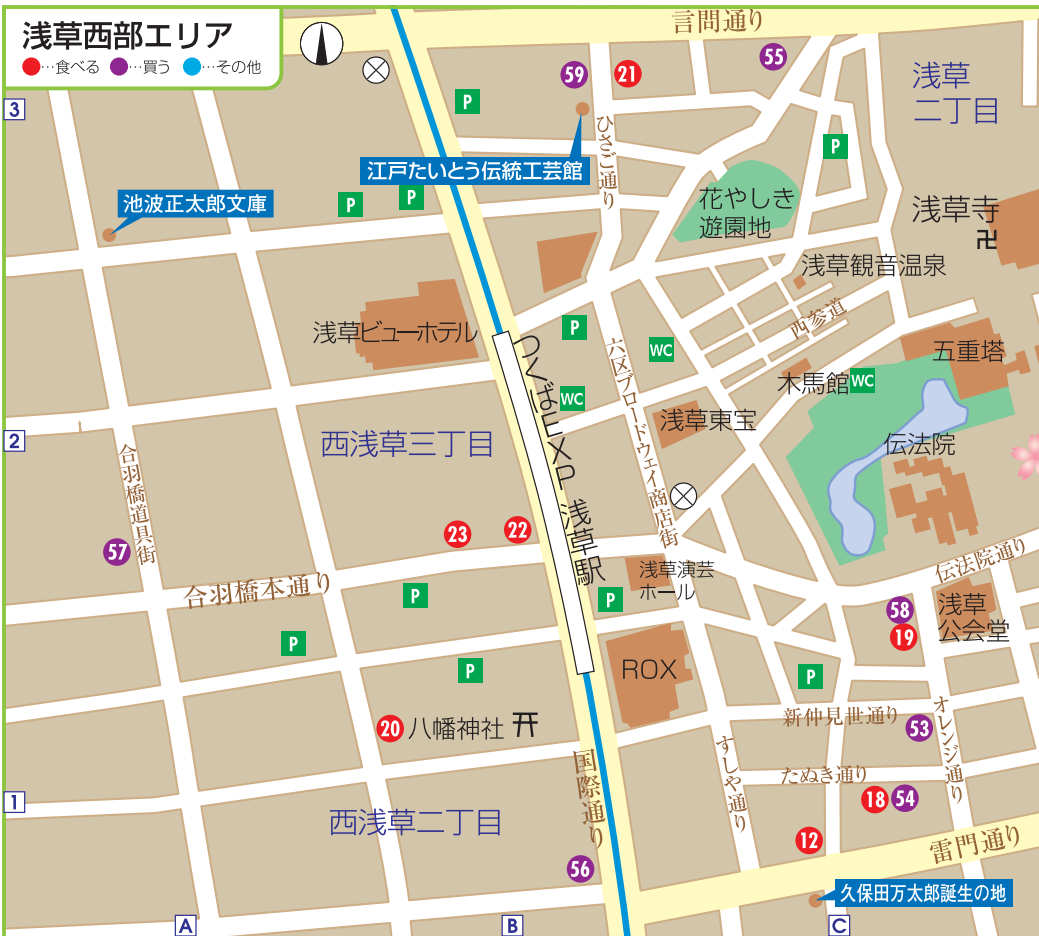 浅草西部エリア
●…食べる ●…買う ●…その他
言問通り
3
59
21
55
浅草
二丁目
P
江戸たいとう伝統工芸館
ひさご通り
P
池波正太郎文庫
P
P
花やしき
遊園地
浅草寺
卍
浅草観音温泉
浅草ビューホテル
P
WC
西参道
五重塔
つくばEXP 浅草駅
六区ブロードウェイ商店街
WC
木馬館
WC
浅草東宝
2
西浅草三丁目
伝法院
合羽橋道具街
57
23
22
合羽橋本通り
P
P
浅草演芸
ホール
伝法院通り
58
19
浅草
公会堂
P
P
ROX
P
20
八幡神社
新仲見世通り
53
オレンジ通り
すしや通り
国際通り
たぬき通り
18
54
1
西浅草二丁目
12
雷門通り
56
久保田万太郎誕生の地
A
B
C